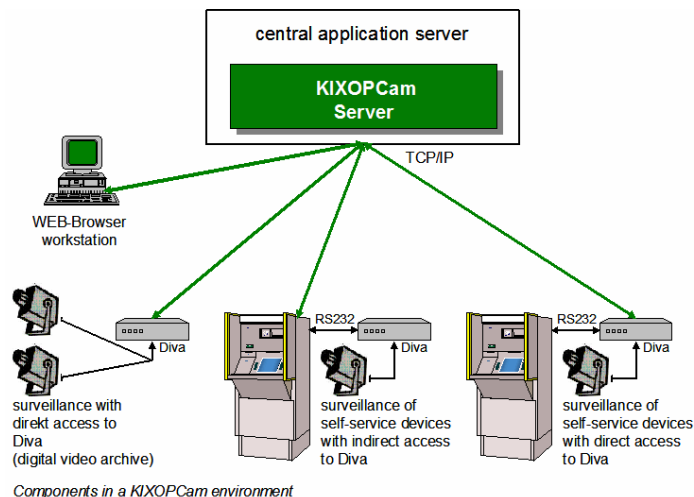 central application server
KIXOPCam
Server
TCP/IP
WEB-Browser
workstation
RS232
RS232
Diva
Diva
Diva
surveillance with
direkt access to
Diva
(digital video archive)
surveillance of
self-service devices
with indirect access
to Diva
surveillance of
self-service devices
with direct access
to Diva
Components in a KIXOPCam environment